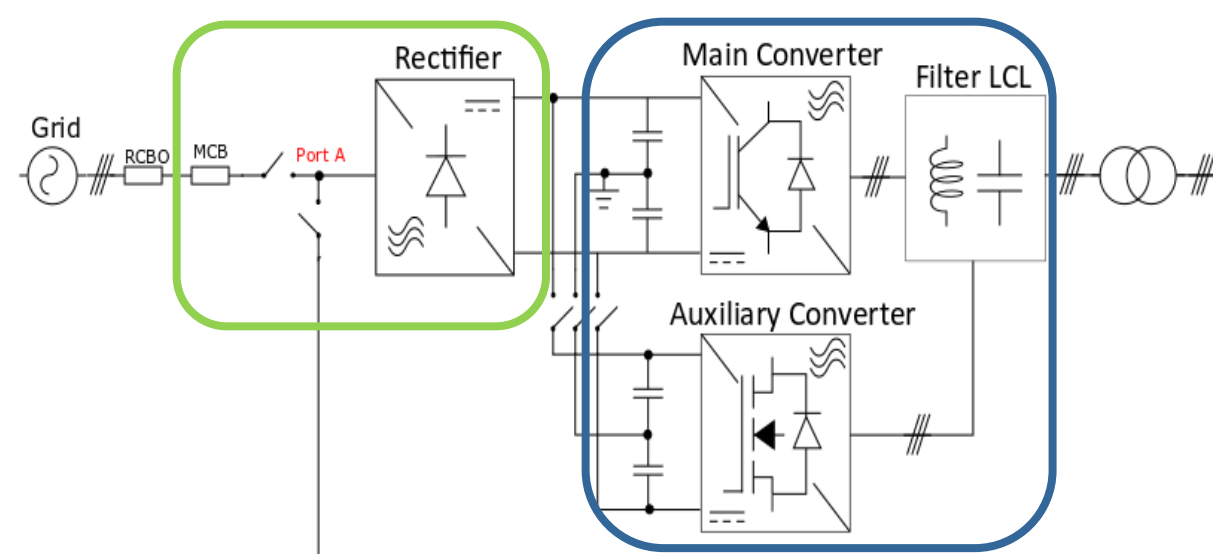 Grid
RCBO
MCB
Port A
Rectifier
Main Converter
Filter LCL
Auxiliary Converter